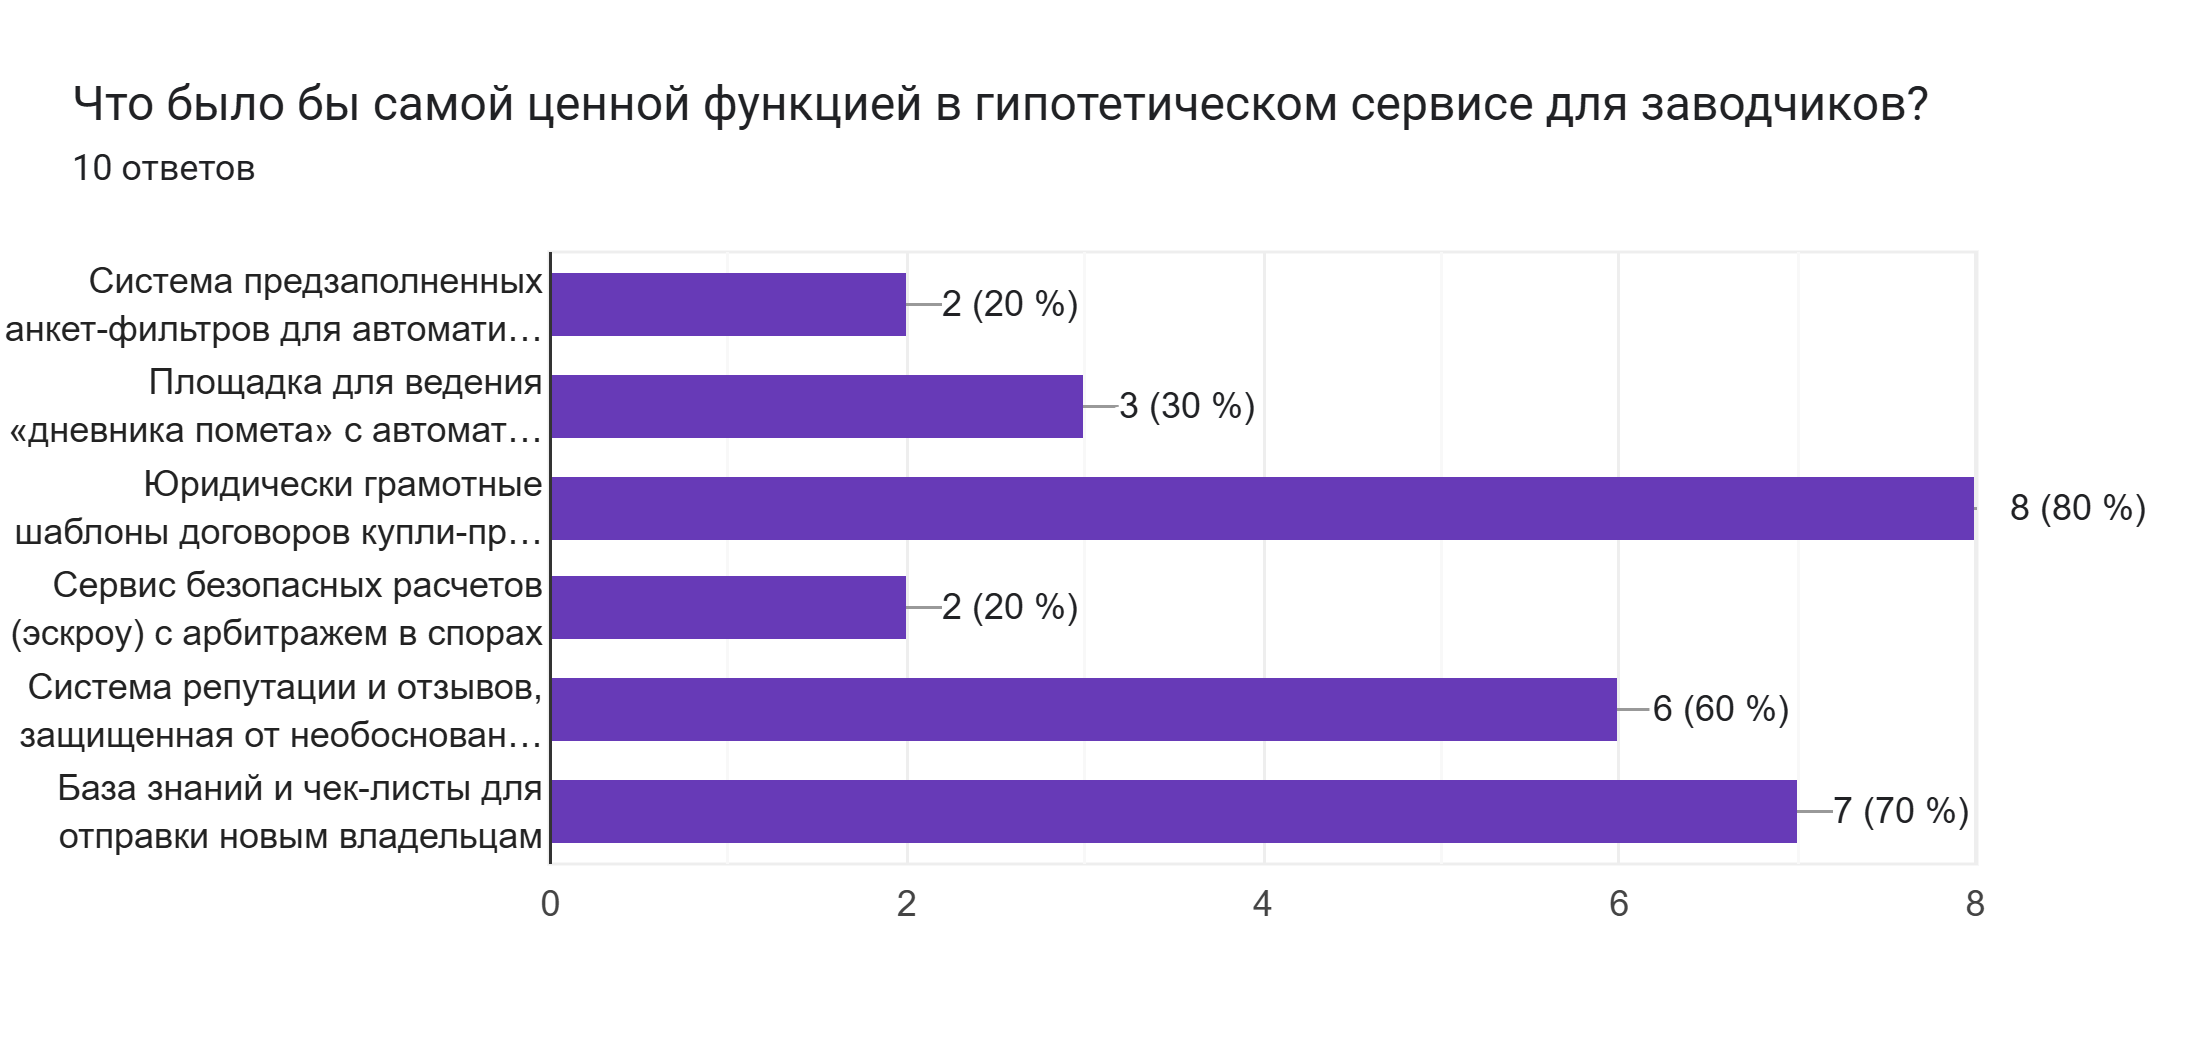 Что было бы самой ценной функцией в гипотетическом сервисе для заводчиков?
10 ответов
Система предзаполненных
анкет-фильтров для автомати…
2 (20 %)
Площадка для ведения
«дневника помета» с автомат…
3 (30 %)
Юридически грамотные
шаблоны договоров купли-пр…
8 (80 %)
Сервис безопасных расчетов
(эскроу) с арбитражем в спорах
2 (20 %)
Система репутации и отзывов,
защищенная от необоснован…
6 (60 %)
База знаний и чек-листы для
отправки новым владельцам
7 (70 %)
0 2 4 6 8